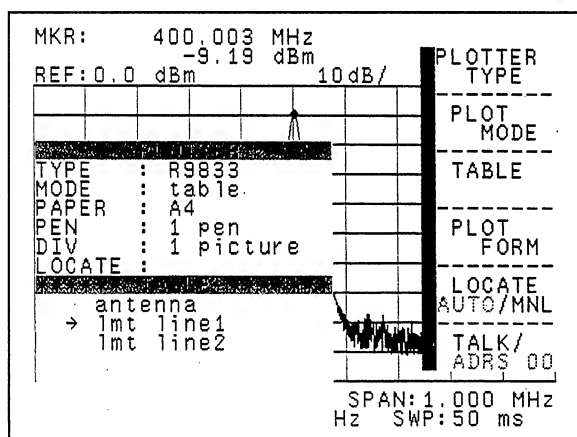 MKR: 400.003 MHz
-9.19 dBm
REF:0.0 dBm 10dB/
TYPE : R9833
MODE : table
PAPER : A4
PEN : 1 pen
DIV : 1 picture
LOCATE :
antenna
→ lmt line1
lmt line2
PLOTTER
TYPE
PLOT
MODE
TABLE
PLOT
FORM
LOCATE
AUTO/MNL
TALK/
ADRS 00
SPAN:1.000 MHz
Hz SWP:50 ms